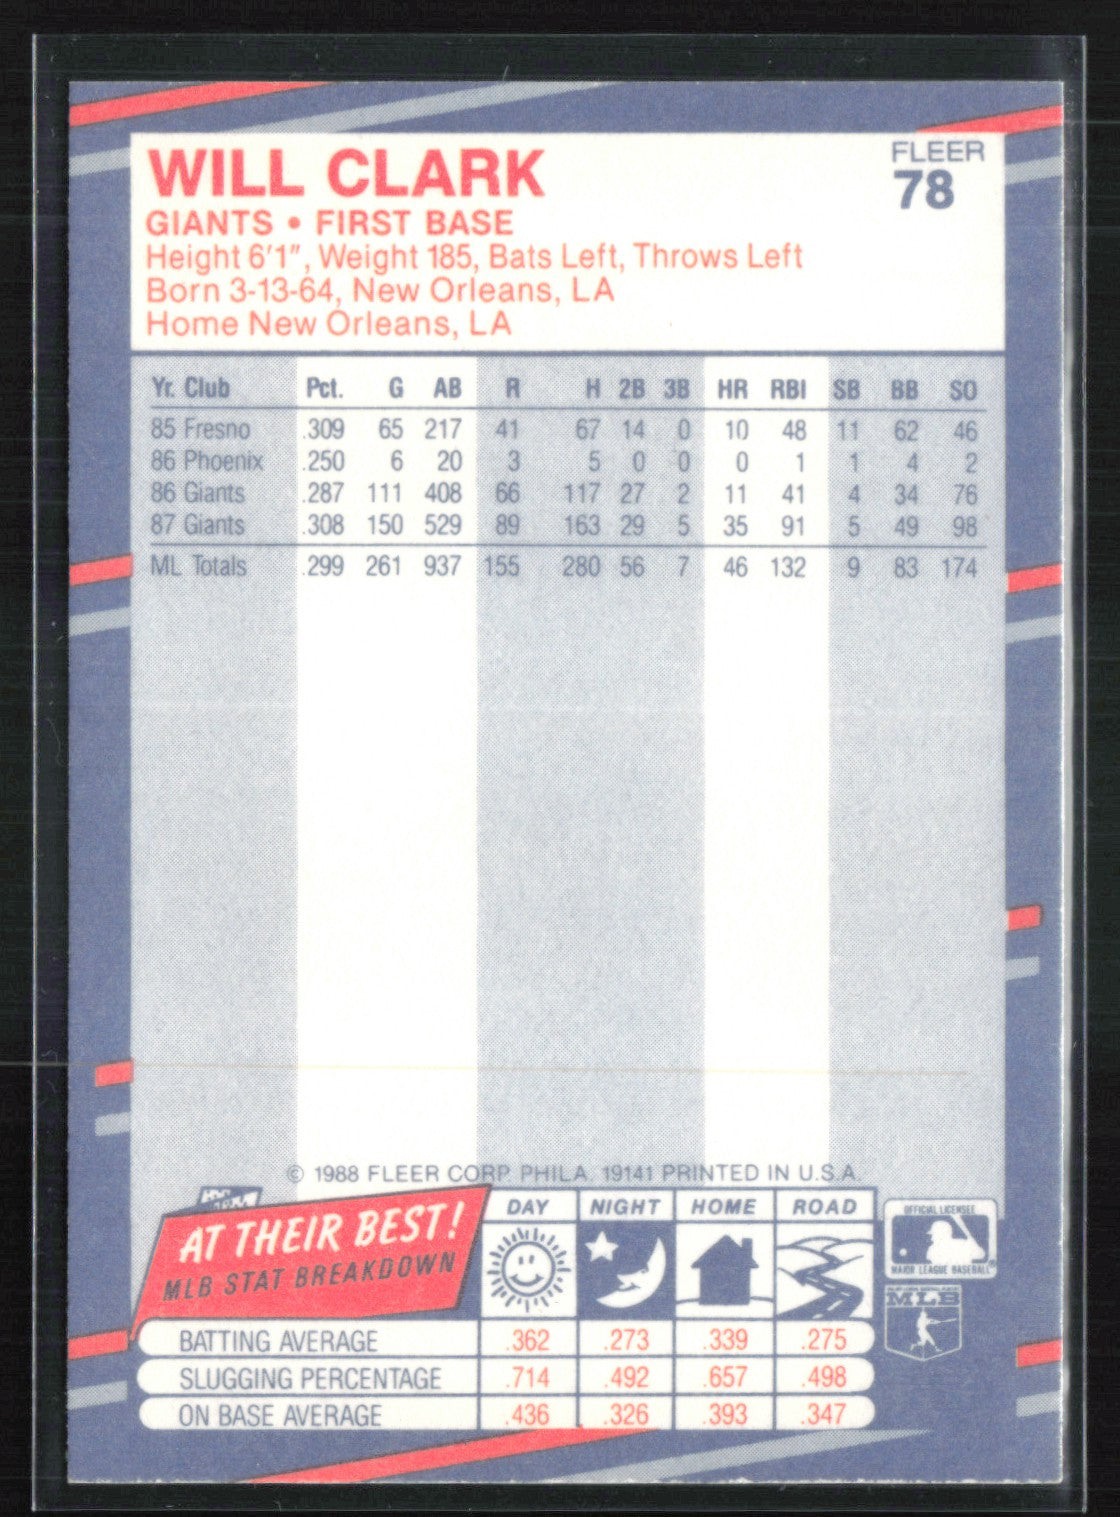 WILL CLARK
FLEER
78
GIANTS • FIRST BASE
Height 6'1", Weight 185, Bats Left, Throws Left
Born 3-13-64, New Orleans, LA
Home New Orleans, LA
Yr. Club Pct. G AB R H 2B 3B HR RBI SB BB SO
85 Fresno .309 65 217 41 67 14 0 10 48 11 62 46
86 Phoenix .250 6 20 3 5 0 0 0 1 1 4 2
86 Giants .287 111 408 66 117 27 2 11 41 4 34 76
87 Giants .308 150 529 89 163 29 5 35 91 5 49 98
ML Totals .299 261 937 155 280 56 7 46 132 9 83 174
© 1988 FLEER CORP. PHILA. 19141 PRINTED IN U.S.A.
AT THEIR BEST!
MLB STAT BREAKDOWN
DAY NIGHT HOME ROAD
OFFICIAL LICENSEE
MAJOR LEAGUE BASEBALL®
MLB
BATTING AVERAGE .362 .273 .339 .275
SLUGGING PERCENTAGE .714 .492 .657 .498
ON BASE AVERAGE .436 .326 .393 .347